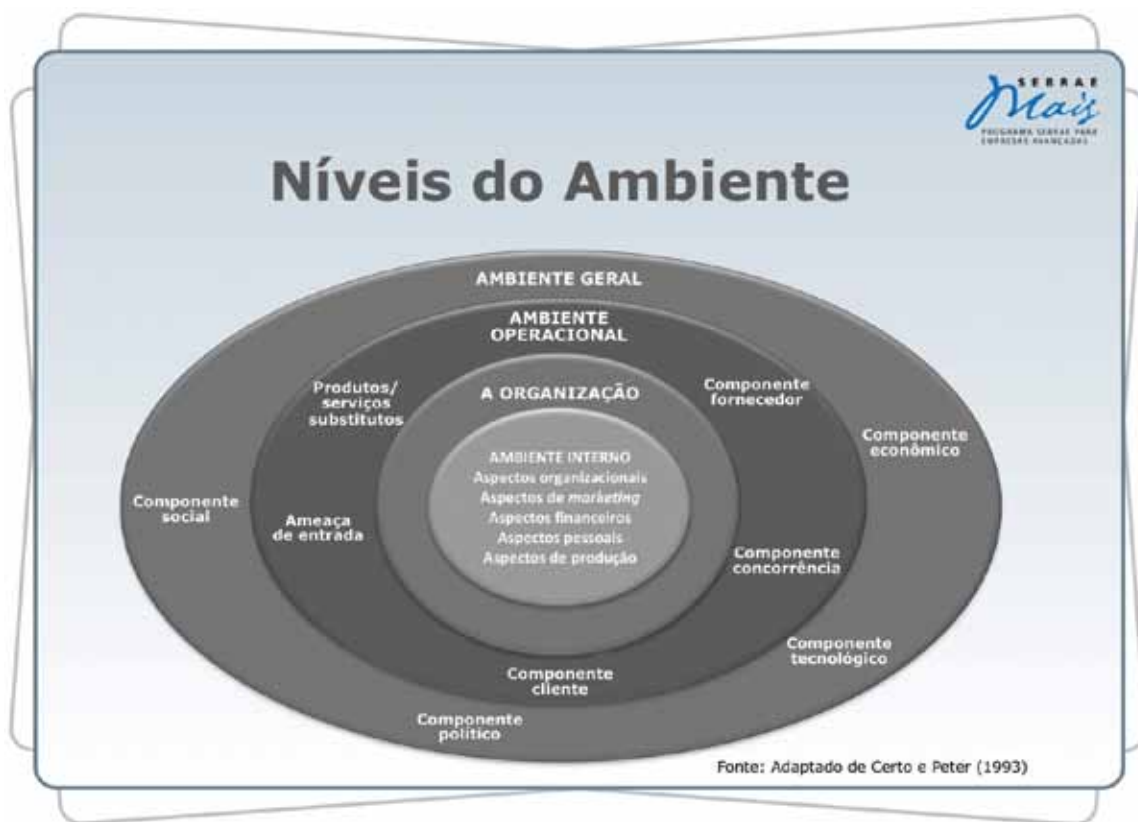 SEBRAE
Mais
PROGRAMA SEBRAE PARA
EMPRESAS AVANÇADAS
Níveis do Ambiente
AMBIENTE GERAL
AMBIENTE
OPERACIONAL
A ORGANIZAÇÃO
Produtos/
serviços
substitutos
Componente
fornecedor
Componente
econômico
AMBIENTE INTERNO
Aspectos organizacionais
Aspectos de marketing
Aspectos financeiros
Aspectos pessoais
Aspectos de produção
Componente
social
Ameaça
de entrada
Componente
concorrência
Componente
tecnológico
Componente
cliente
Componente
político
Fonte: Adaptado de Certo e Peter (1993)